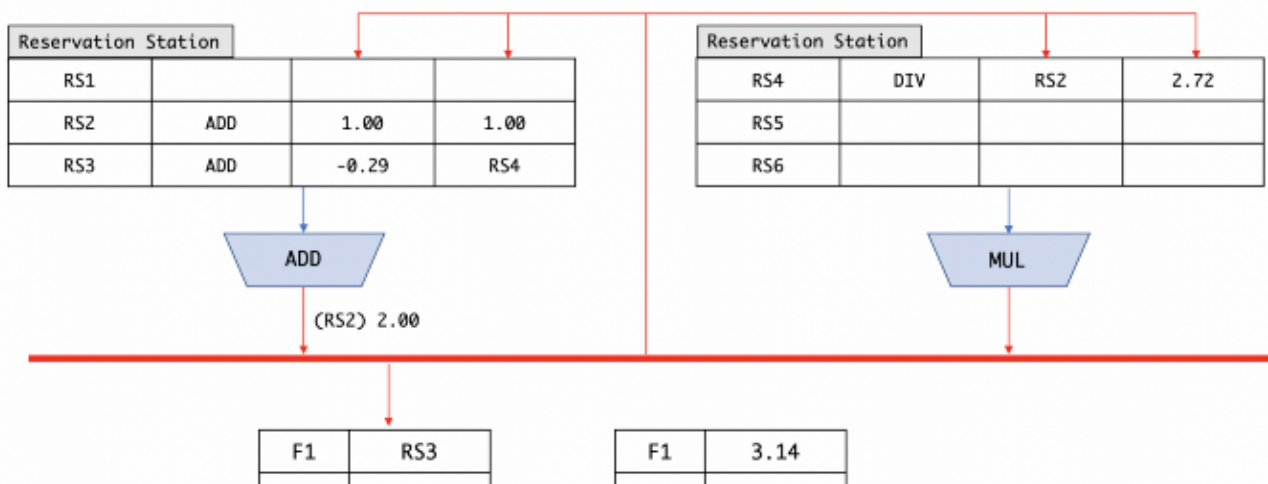 Reservation Station
RS1
RS2 ADD 1.00 1.00
RS3 ADD -0.29 RS4
ADD
(RS2) 2.00
Reservation Station
RS4 DIV RS2 2.72
RS5
RS6
MUL
F1 RS3
F1 3.14